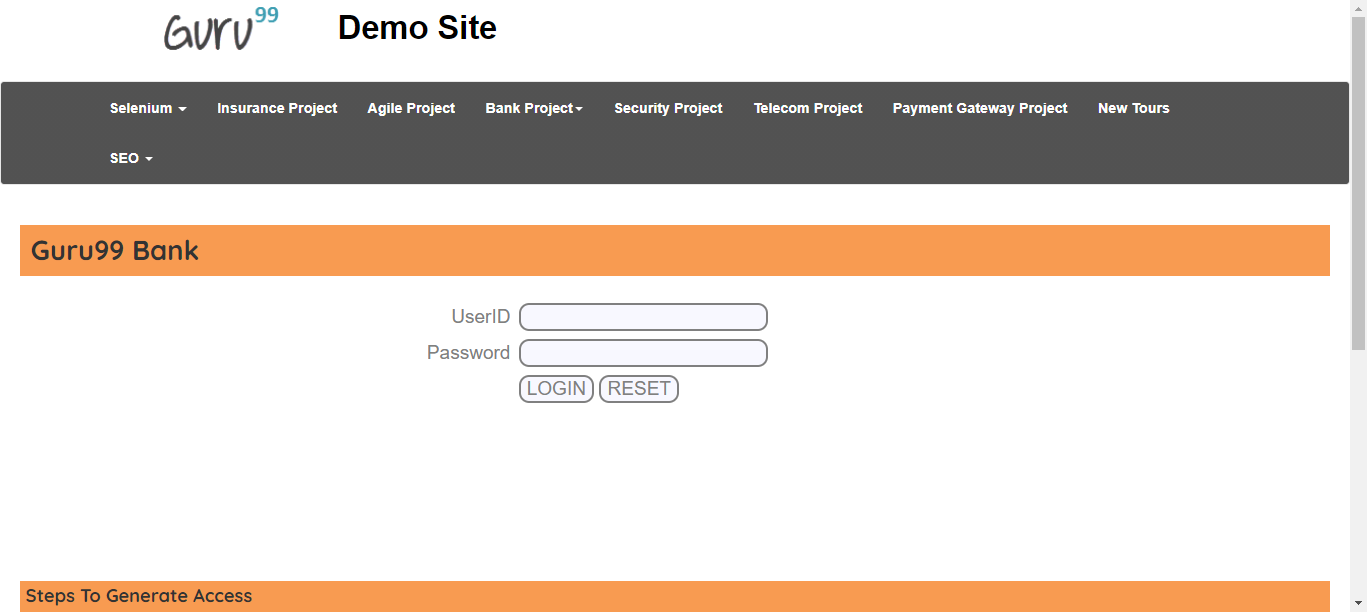 Guru99
Demo Site
Selenium
Insurance Project
Agile Project
Bank Project
Security Project
Telecom Project
Payment Gateway Project
New Tours
SEO
Guru99 Bank
UserID
Password
LOGIN RESET
Steps To Generate Access